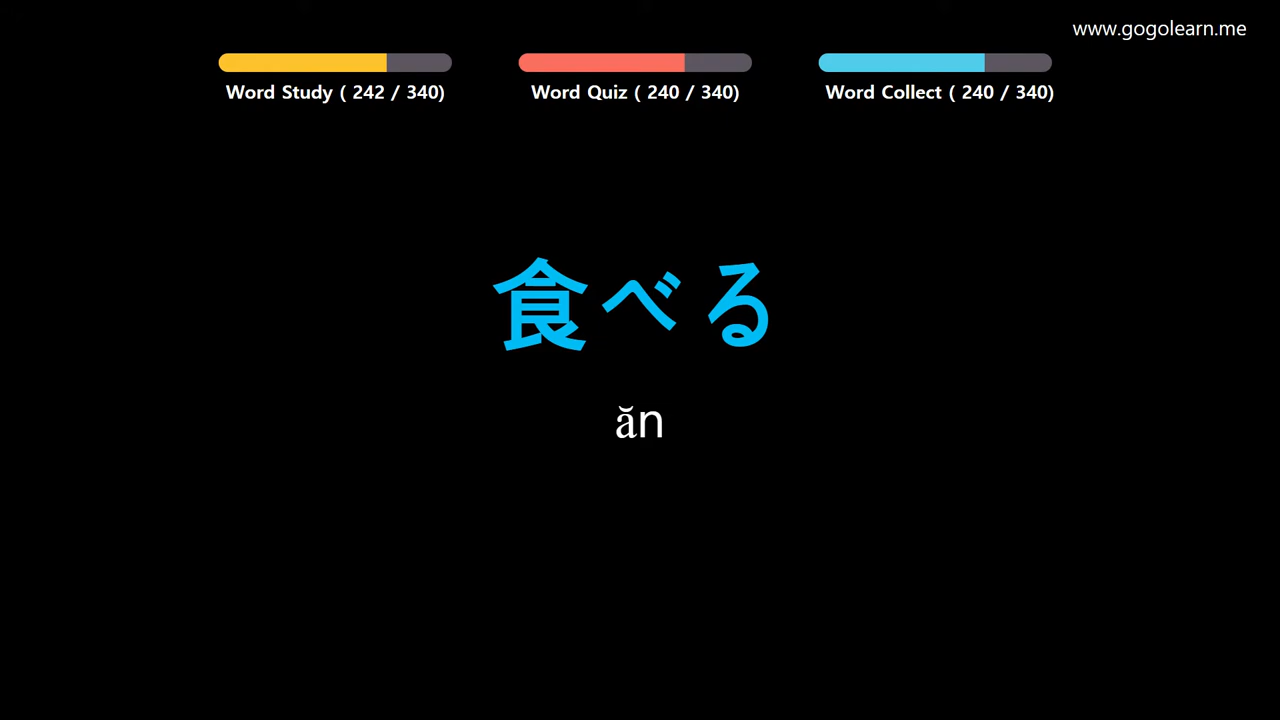 www.gogolearn.me
Word Study ( 242 / 340)
Word Quiz ( 240 / 340)
Word Collect ( 240 / 340)
食べる
ăn